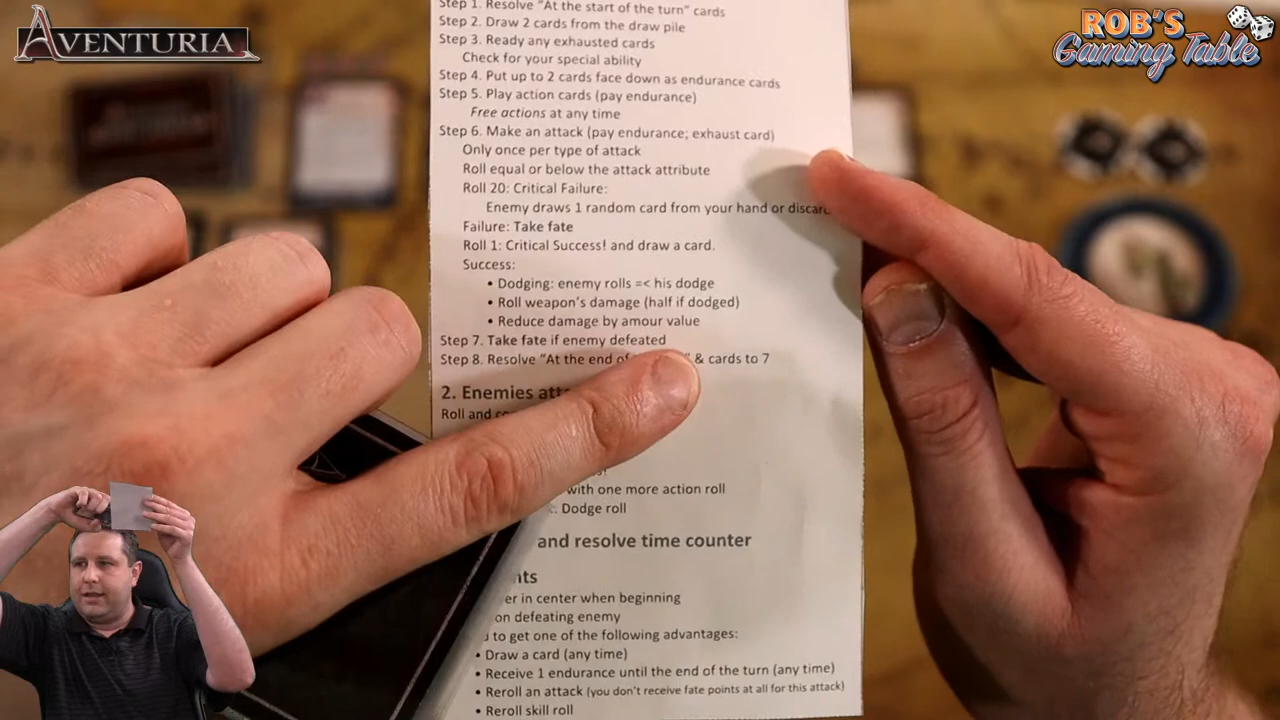 AVENTURIA
ROB'S
Gaming Table
Step 1. Resolve "At the start of the turn" cards
Step 2. Draw 2 cards from the draw pile
Step 3. Ready any exhausted cards
Check for your special ability
Step 4. Put up to 2 cards face down as endurance cards
Step 5. Play action cards (pay endurance)
Free actions at any time
Step 6. Make an attack (pay endurance; exhaust card)
Only once per type of attack
Roll equal or below the attack attribute
Roll 20: Critical Failure:
Enemy draws 1 random card from your hand or
Failure: Take fate
Roll 1: Critical Success! and draw a card.
Success:
• Dodging: enemy rolls =< his dodge
• Roll weapon's damage (half if dodged)
• Reduce damage by amour value
Step 7. Take fate if enemy defeated
Step 8. Resolve "At the end of " & cards to 7
2. Enemies
Roll and
with one more action roll
Dodge roll
and resolve time counter
in center when beginning
on defeating enemy
to get one of the following advantages:
• Draw a card (any time)
• Receive 1 endurance until the end of the turn (any time)
• Reroll an attack (you don't receive fate points at all for this attack)
• Reroll skill roll